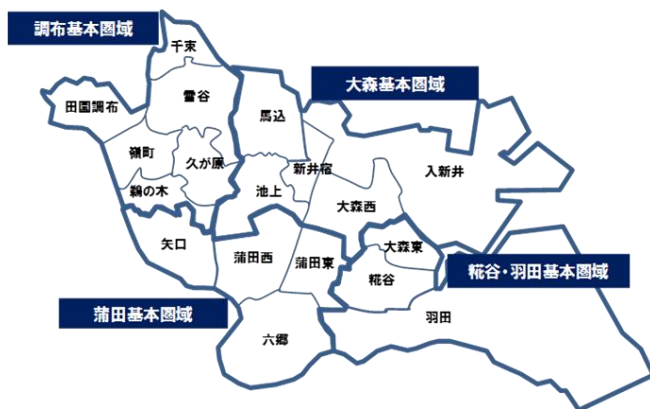 調布基本圏域
千束
大森基本圏域
田園調布
雪谷
馬込
嶺町
久が原
新井宿
入新井
鵜の木
池上
大森西
矢口
蒲田西
蒲田東
大森東
糀谷・羽田基本圏域
糀谷
蒲田基本圏域
羽田
六郷